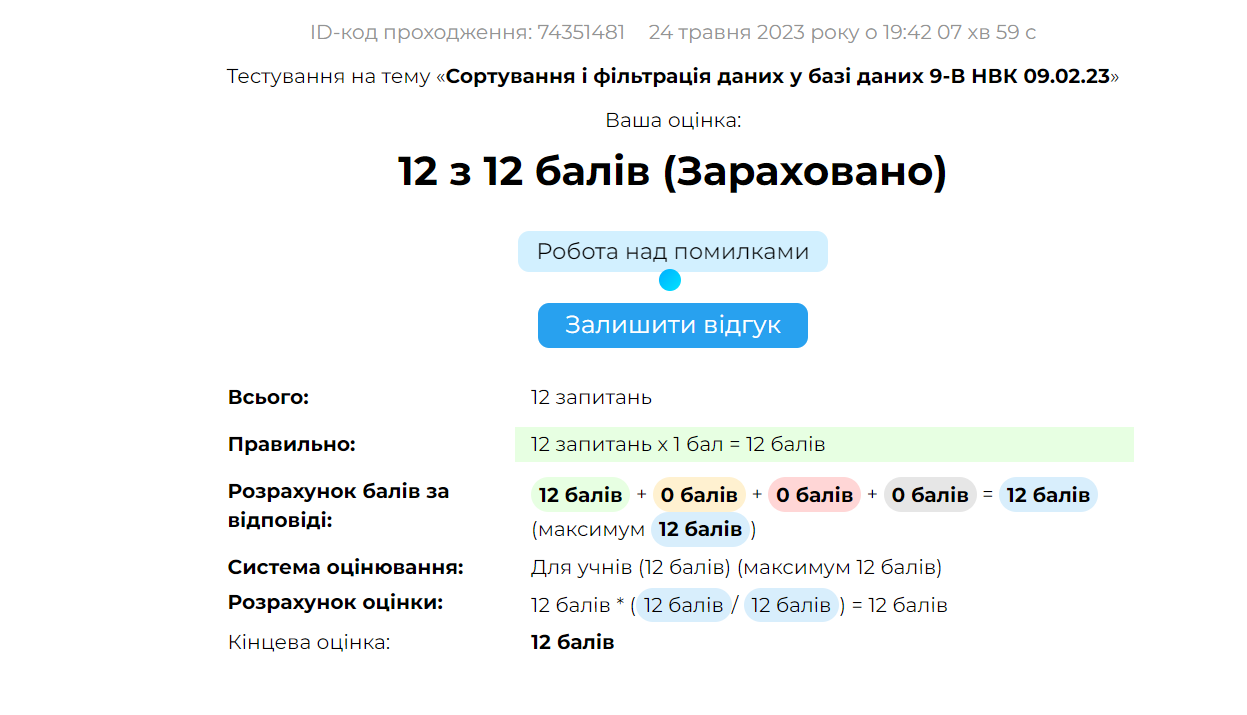 ID-код проходження: 74351481 24 травня 2023 року о 19:42 07 хв 59 с
Тестування на тему «Сортування і фільтрація даних у базі даних 9-В НВК 09.02.23»
Ваша оцінка:
12 з 12 балів (Зараховано)
Робота над помилками
Залишити відгук
Всього: 12 запитань
Правильно: 12 запитань x 1 бал = 12 балів
Розрахунок балів за відповіді: 12 балів + 0 балів + 0 балів + 0 балів = 12 балів
(максимум 12 балів)
Система оцінювання: Для учнів (12 балів) (максимум 12 балів)
Розрахунок оцінки: 12 балів * (12 балів / 12 балів) = 12 балів
Кінцева оцінка: 12 балів